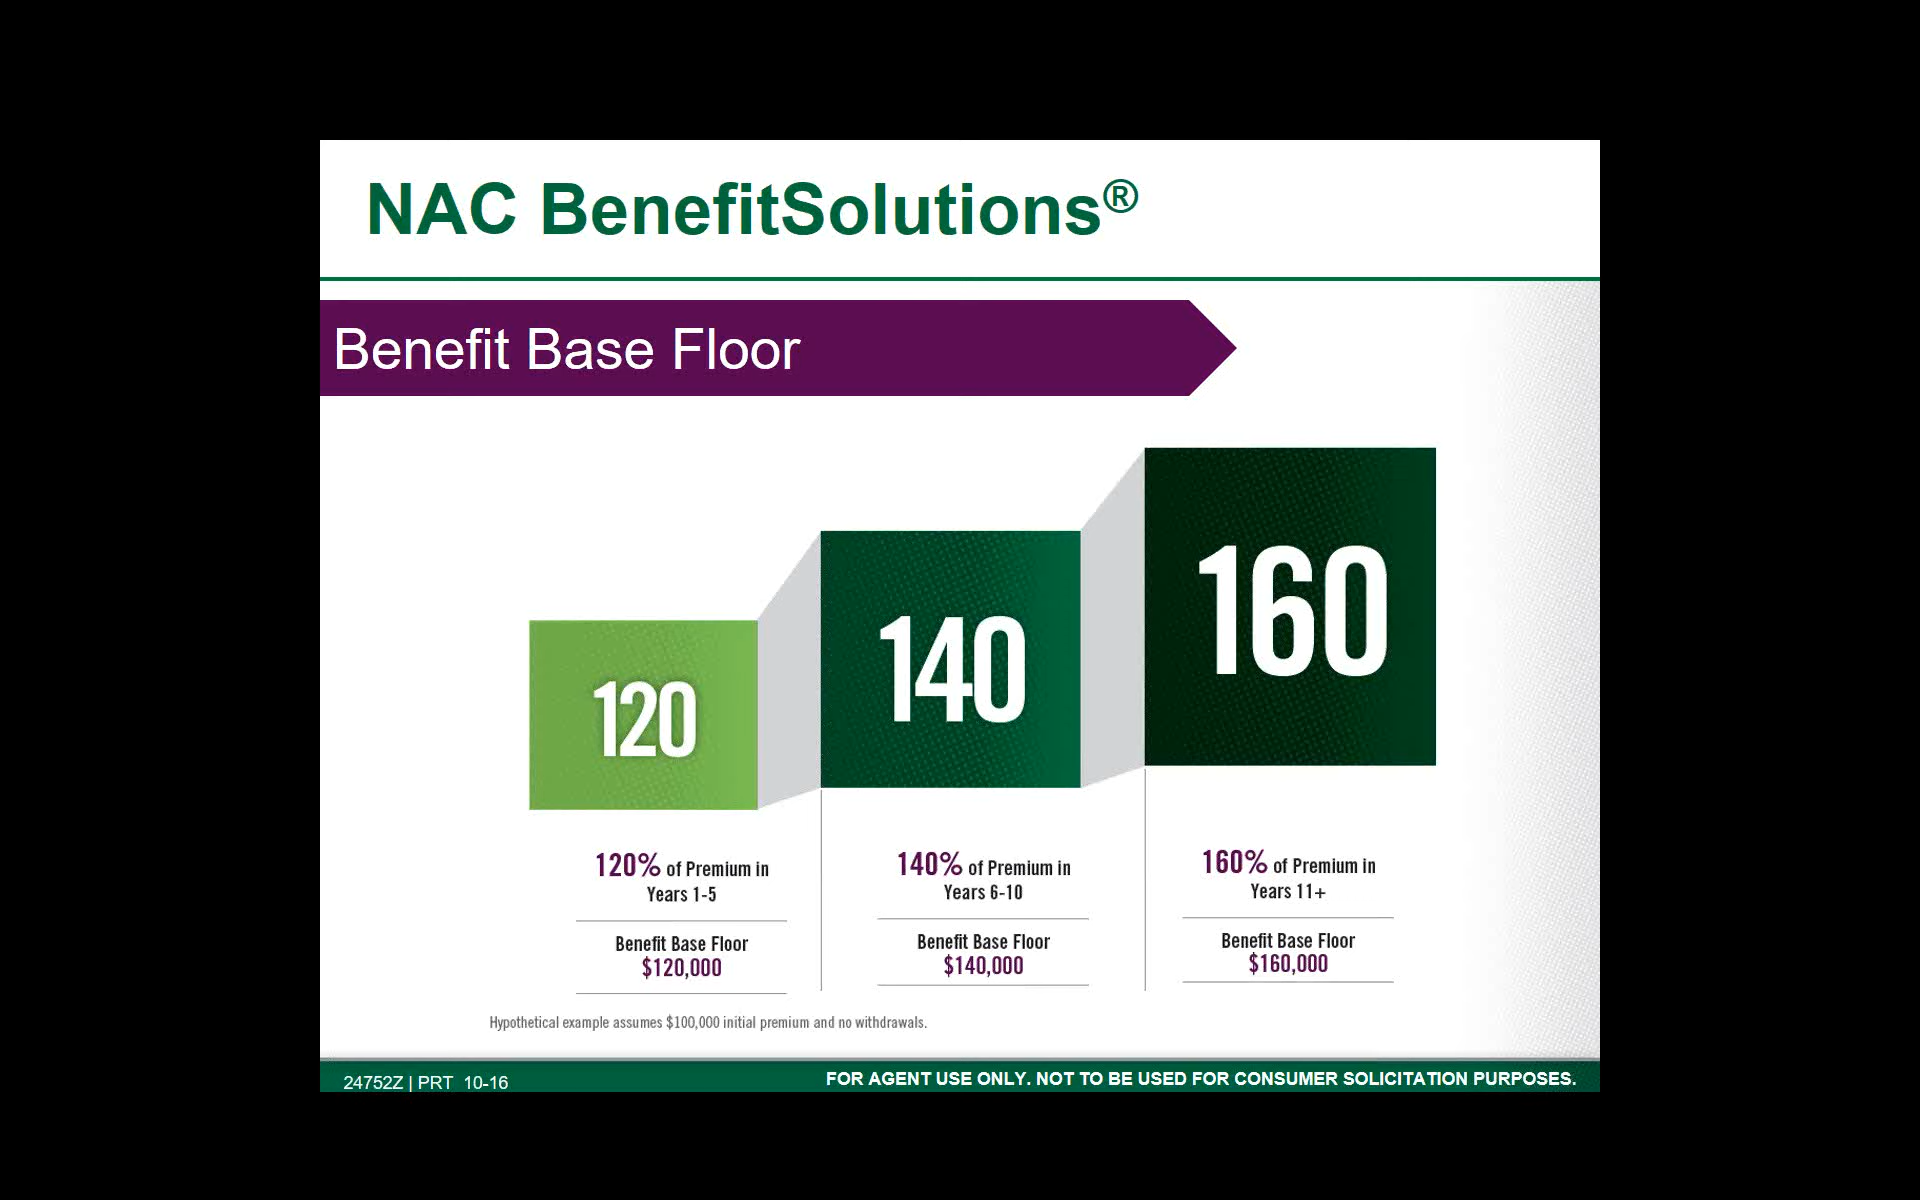 NAC BenefitSolutions®
Benefit Base Floor
120
140
160
120% of Premium in
Years 1-5
Benefit Base Floor
$120,000
140% of Premium in
Years 6-10
Benefit Base Floor
$140,000
160% of Premium in
Years 11+
Benefit Base Floor
$160,000
Hypothetical example assumes $100,000 initial premium and no withdrawals.
24752Z | PRT 10-16
FOR AGENT USE ONLY. NOT TO BE USED FOR CONSUMER SOLICITATION PURPOSES.